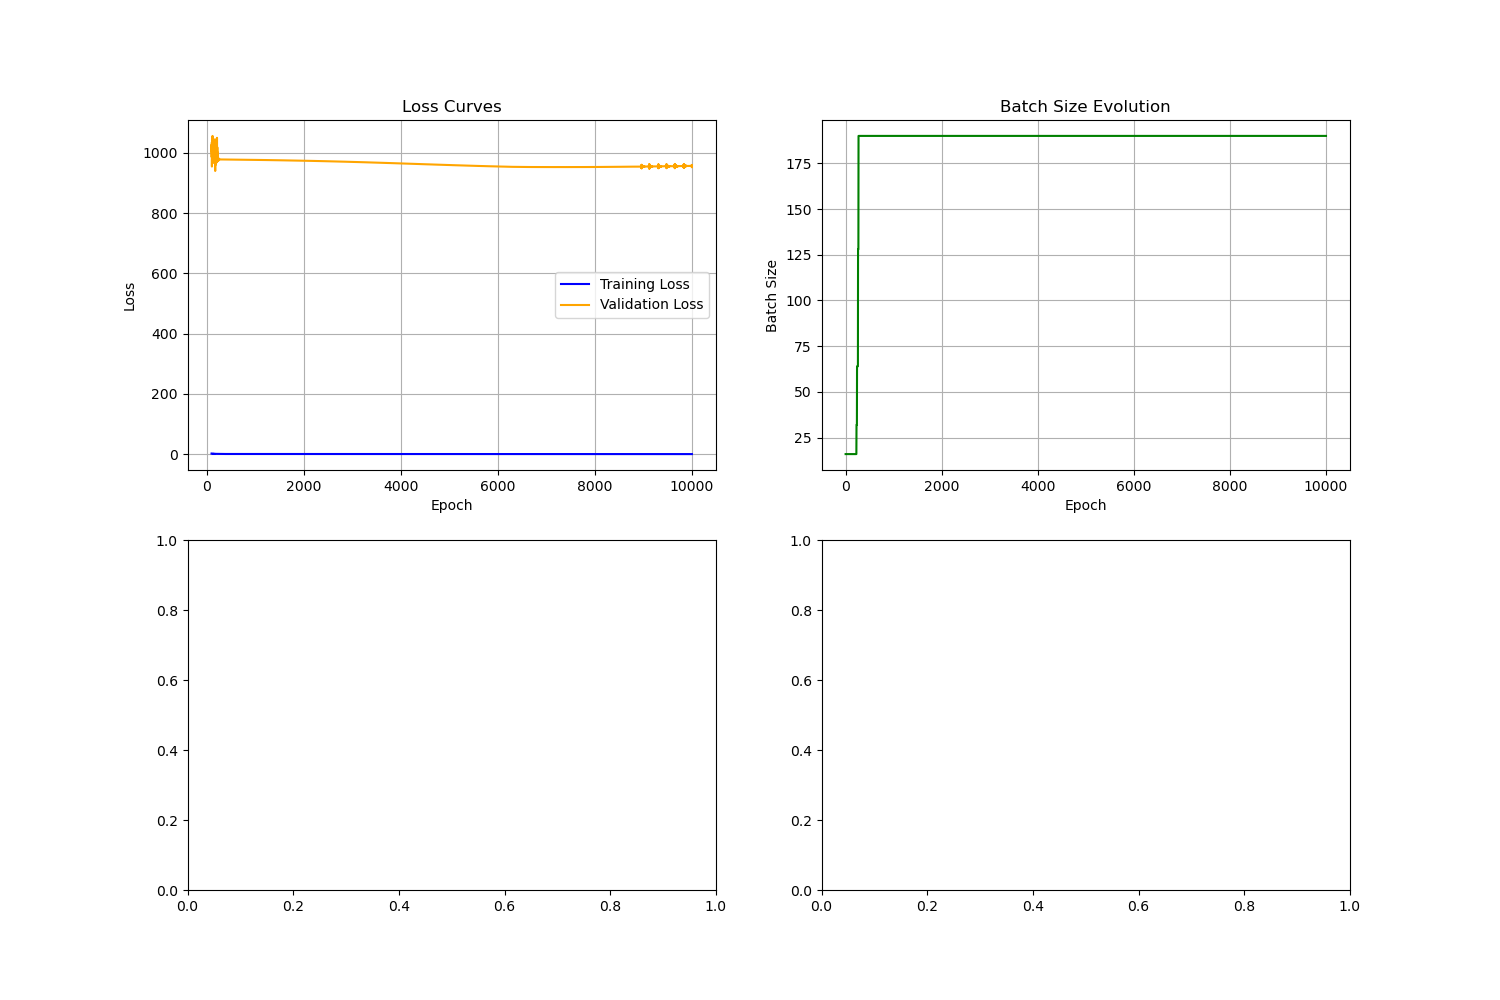 Loss Curves
1000
800
600
400
200
0
Loss
Training Loss
Validation Loss
0 2000 4000 6000 8000 10000
Epoch
Batch Size Evolution
175
150
125
100
75
50
25
Batch Size
0 2000 4000 6000 8000 10000
Epoch
1.0
0.8
0.6
0.4
0.2
0.0
0.0 0.2 0.4 0.6 0.8 1.0
1.0
0.8
0.6
0.4
0.2
0.0
0.0 0.2 0.4 0.6 0.8 1.0